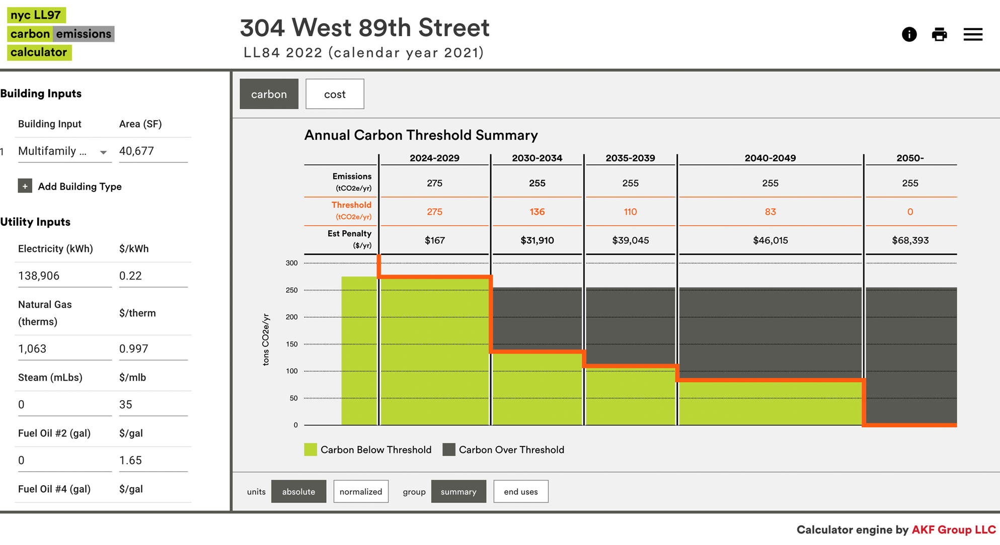 nyc LL97
carbon emissions
calculator
304 West 89th Street
LL84 2022 (calendar year 2021)
Building Inputs
Building Input Area (SF)
1 Multifamily ... 40,677
+ Add Building Type
Utility Inputs
Electricity (kWh) $/kWh
138,906 0.22
Natural Gas
(therms) $/therm
1,063 0.997
Steam (mLbs) $/mlb
0 35
Fuel Oil #2 (gal) $/gal
0 1.65
Fuel Oil #4 (gal) $/gal
carbon cost
Annual Carbon Threshold Summary
2024-2029 2030-2034 2035-2039 2040-2049 2050-
Emissions
(tCO2e/yr) 275 255 255 255 255
Threshold
(tCO2e/yr) 275 136 110 83 0
Est Penalty
($/yr) $167 $31,910 $39,045 $46,015 $68,393
300
250
200
150
100
50
0
tons CO2e/yr
Carbon Below Threshold Carbon Over Threshold
units absolute normalized group summary end uses
Calculator engine by AKF Group LLC